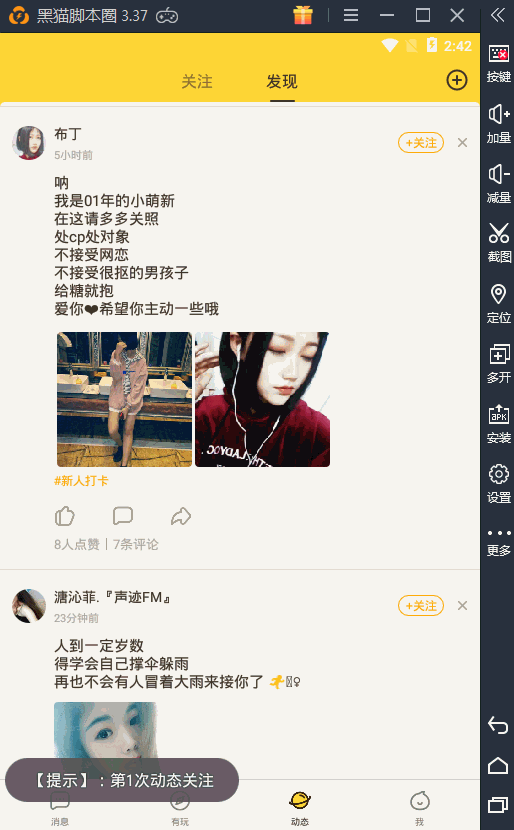 黑猫脚本圈 3.37
2:42
关注 发现
布丁
5小时前
+关注
呐
我是01年的小萌新
在这请多多关照
处cp处对象
不接受网恋
不接受很抠的男孩子
给糖就抱
爱你❤希望你主动一些哦
#新人打卡
8人点赞 | 7条评论
溏沁菲.『声迹FM』
23分钟前
+关注
人到一定岁数
得学会自己撑伞躲雨
再也不会有人冒着大雨来接你了
【提示】：第1次动态关注
消息 有玩 动态 我
按键
加量
减量
截图
定位
多开
APK
安装
设置
更多